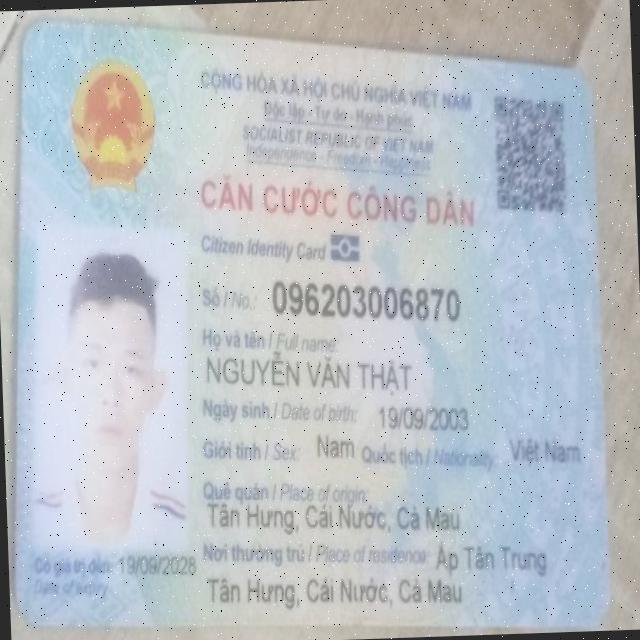 CỘNG HÒA XÃ HỘI CHỦ NGHĨA VIỆT NAM
Độc lập - Tự do - Hạnh phúc
SOCIALIST REPUBLIC OF VIET NAM
Independence - Freedom - Happiness
CĂN CƯỚC CÔNG DÂN
Citizen Identity Card
Số / No.: 096203006870
Họ và tên / Full name:
NGUYỄN VĂN THẬT
Ngày sinh / Date of birth: 19/09/2003
Giới tính / Sex: Nam Quốc tịch / Nationality: Việt Nam
Quê quán / Place of origin:
Tân Hưng, Cái Nước, Cà Mau
Nơi thường trú / Place of residence: Ấp Tân Trung
Tân Hưng, Cái Nước, Cà Mau
Có giá trị đến: 19/09/2028
Date of expiry